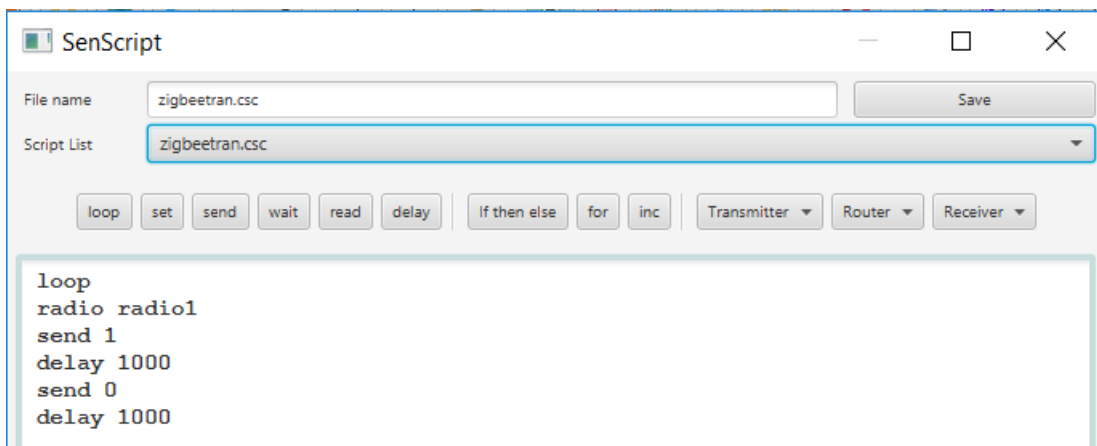 SenScript
File name zigbeetran.csc Save
Script List zigbeetran.csc
loop set send wait read delay If then else for inc Transmitter Router Receiver
loop
radio radio1
send 1
delay 1000
send 0
delay 1000